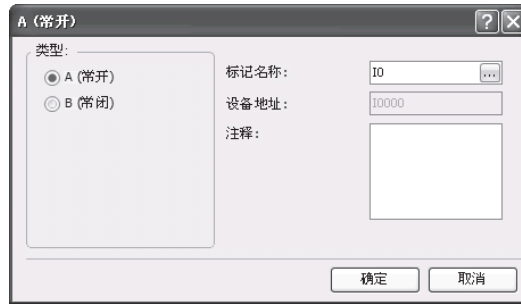 A (常开)
类型:
A (常开)
B (常闭)
标记名称:
I0
...
设备地址:
I0000
注释:
确定
取消